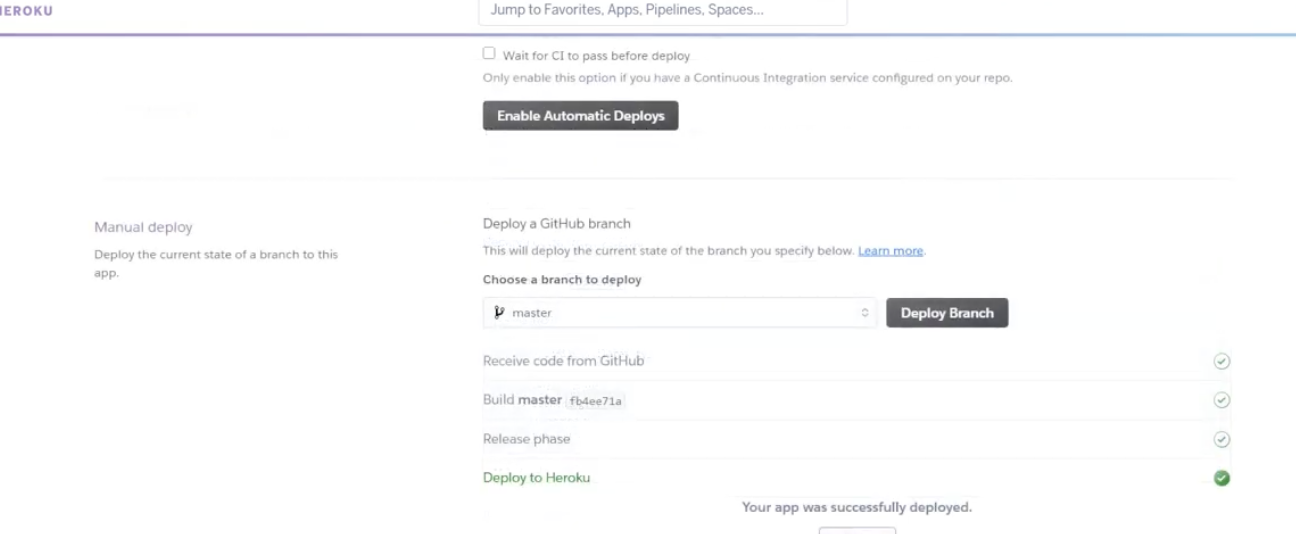 HEROKU
Jump to Favorites, Apps, Pipelines, Spaces...
Wait for CI to pass before deploy
Only enable this option if you have a Continuous Integration service configured on your repo.
Enable Automatic Deploys
Manual deploy
Deploy the current state of a branch to this
app.
Deploy a GitHub branch
This will deploy the current state of the branch you specify below. Learn more.
Choose a branch to deploy
master
Deploy Branch
Receive code from GitHub
Build master fb4ee71a
Release phase
Deploy to Heroku
Your app was successfully deployed.